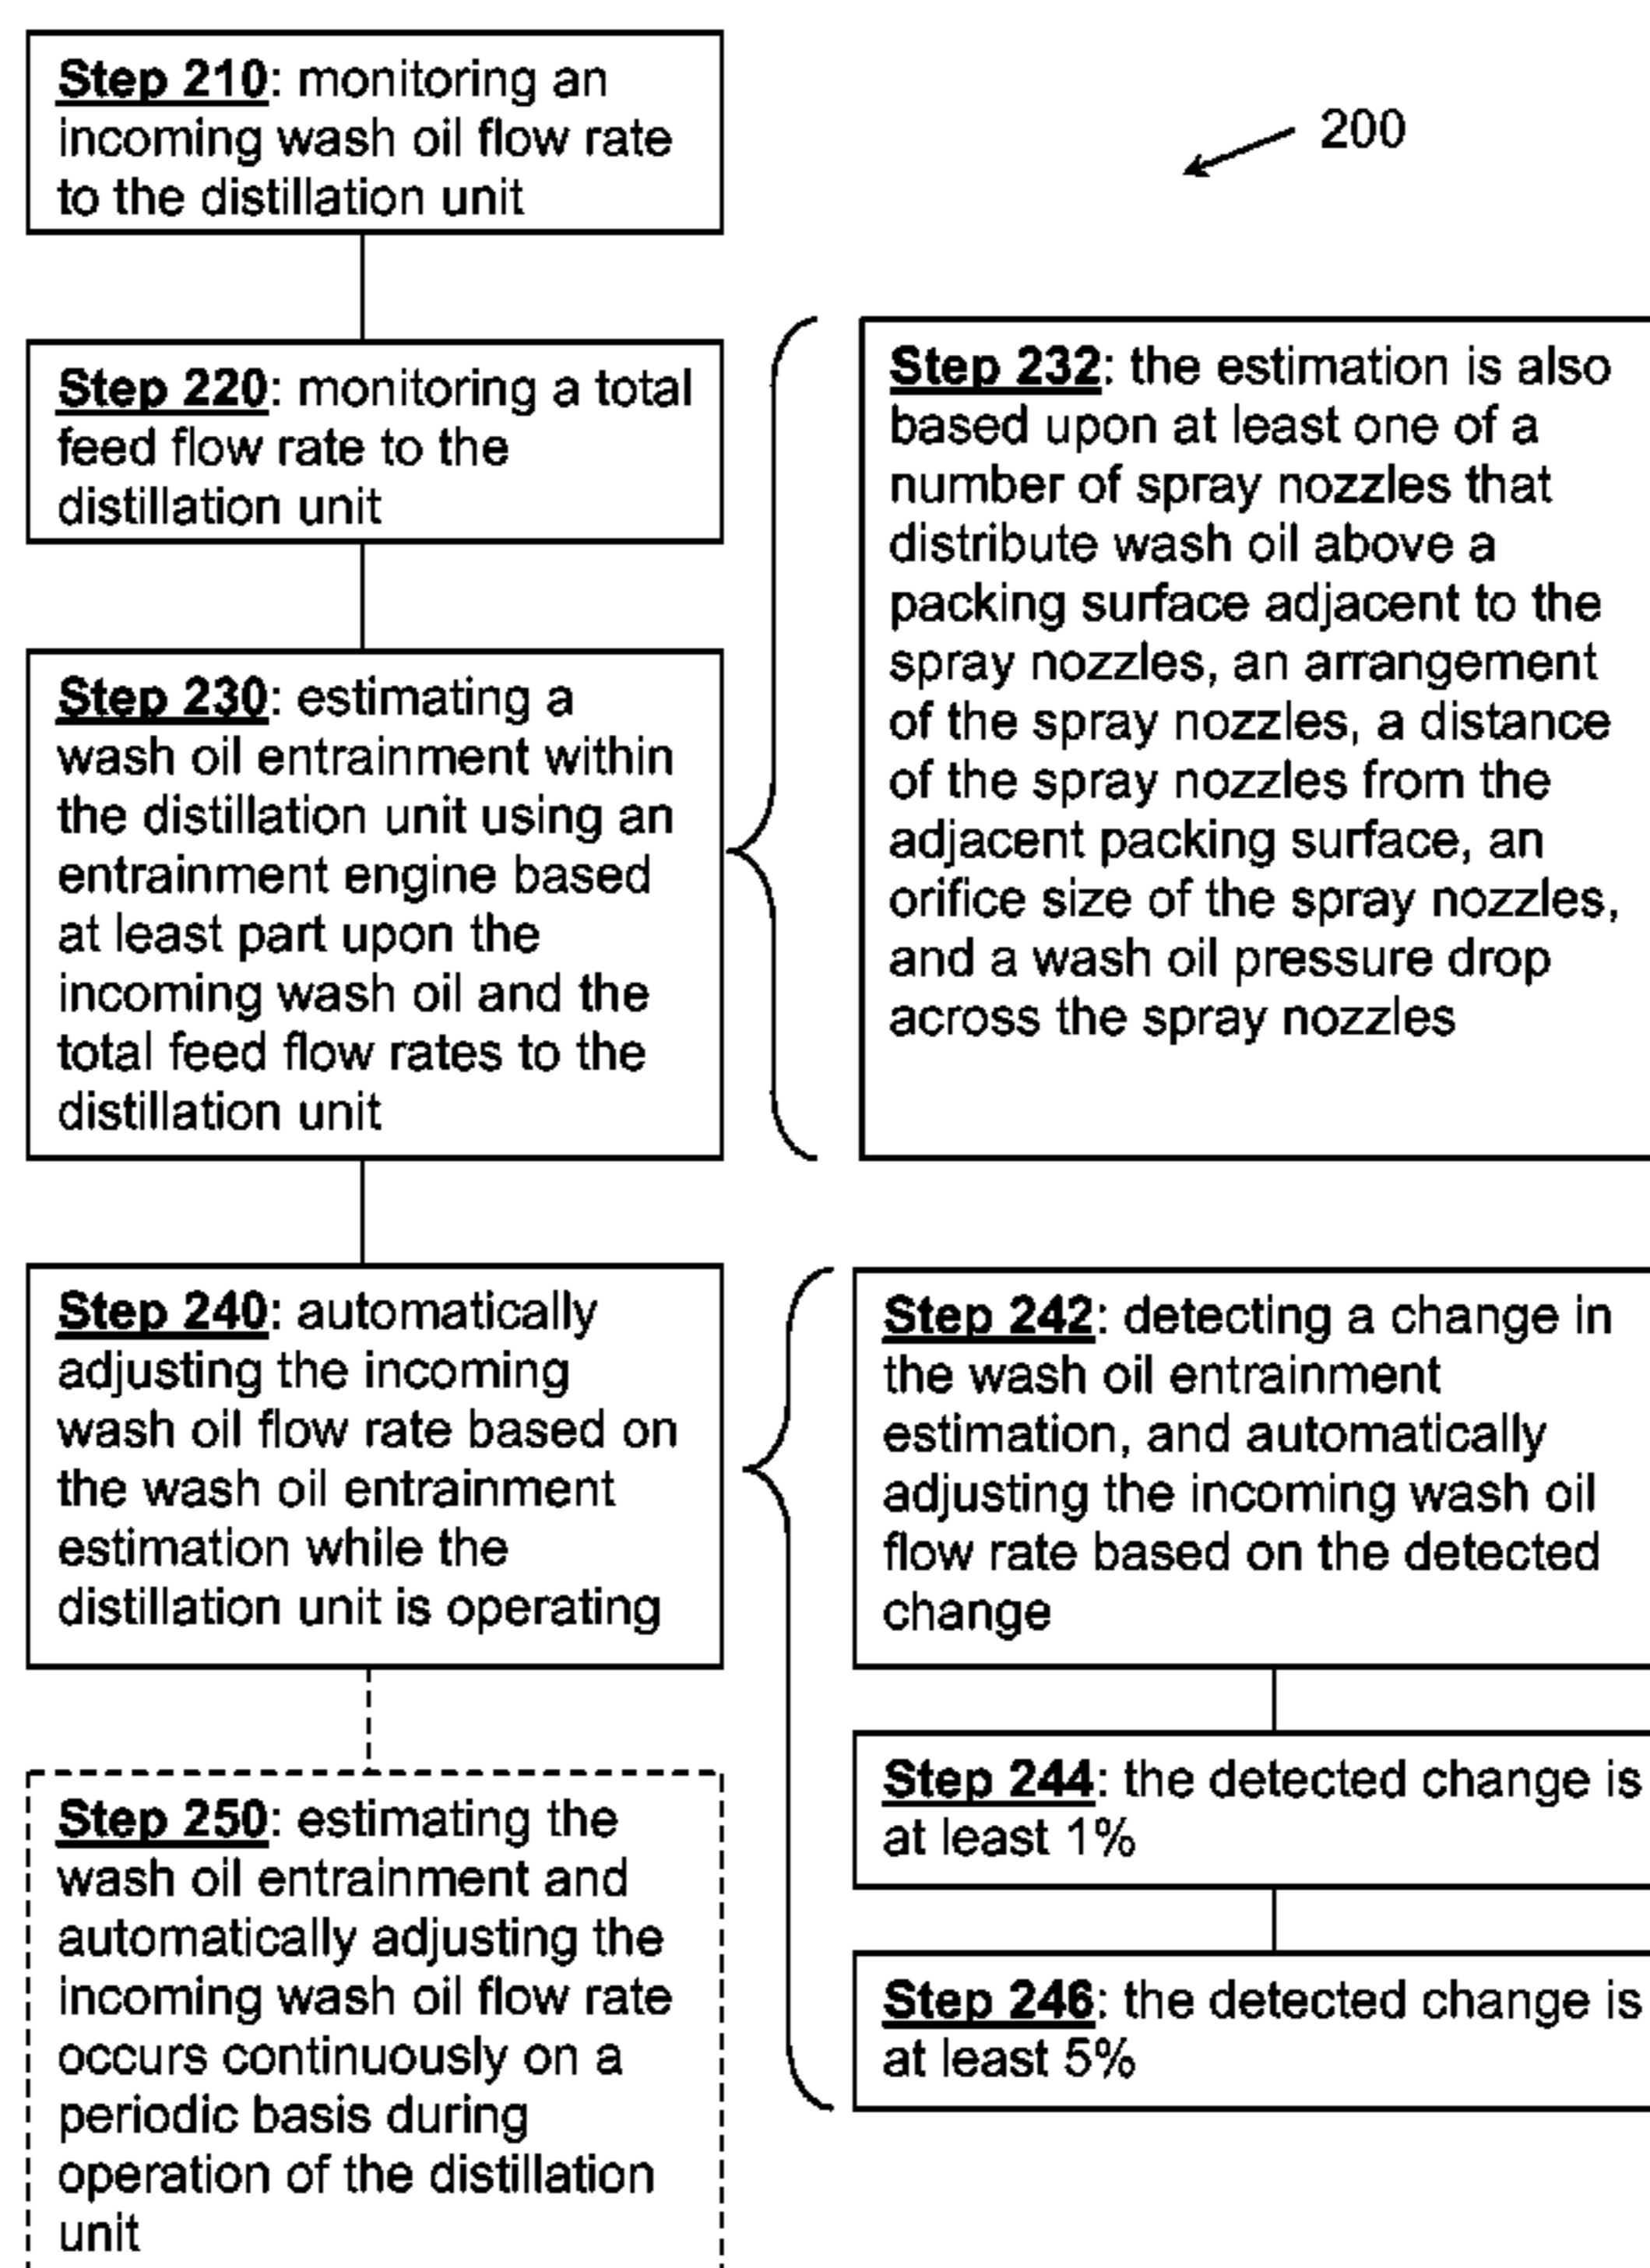 Step 210: monitoring an
incoming wash oil flow rate
to the distillation unit
200
Step 220: monitoring a total
feed flow rate to the
distillation unit
Step 230: estimating a
wash oil entrainment within
the distillation unit using an
entrainment engine based
at least part upon the
incoming wash oil and the
total feed flow rates to the
distillation unit
Step 232: the estimation is also
based upon at least one of a
number of spray nozzles that
distribute wash oil above a
packing surface adjacent to the
spray nozzles, an arrangement
of the spray nozzles, a distance
of the spray nozzles from the
adjacent packing surface, an
orifice size of the spray nozzles,
and a wash oil pressure drop
across the spray nozzles
Step 240: automatically
adjusting the incoming
wash oil flow rate based on
the wash oil entrainment
estimation while the
distillation unit is operating
Step 242: detecting a change in
the wash oil entrainment
estimation, and automatically
adjusting the incoming wash oil
flow rate based on the detected
change
Step 244: the detected change is
at least 1%
Step 246: the detected change is
at least 5%
Step 250: estimating the
wash oil entrainment and
automatically adjusting the
incoming wash oil flow rate
occurs continuously on a
periodic basis during
operation of the distillation
unit